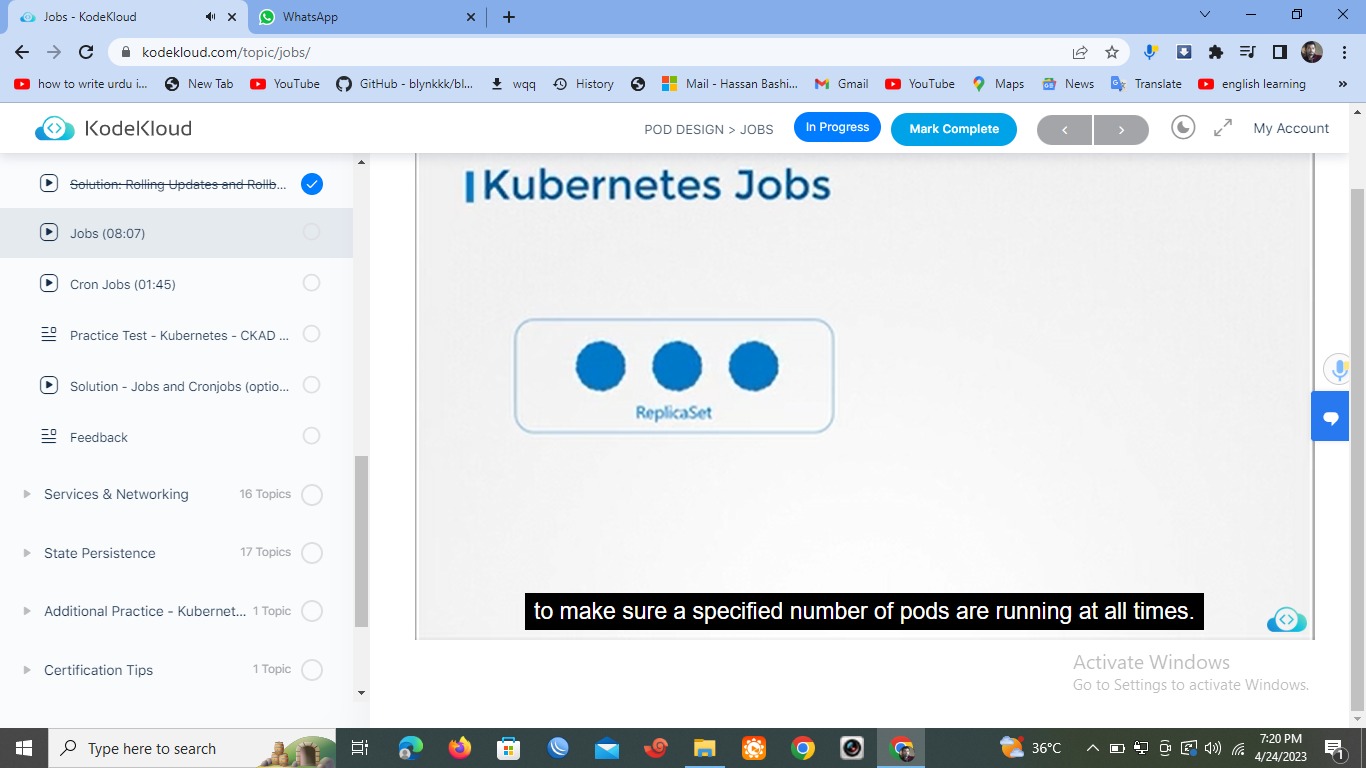 Jobs - KodeKloud
WhatsApp
kodekloud.com/topic/jobs/
how to write urdu i...
New Tab
YouTube
GitHub - blynkkk/bl...
wqq
History
Mail - Hassan Bashi...
Gmail
YouTube
Maps
News
Translate
english learning
KodeKloud
POD DESIGN > JOBS
In Progress
Mark Complete
My Account
Solution: Rolling Updates and Rollb...
Jobs (08:07)
Cron Jobs (01:45)
Practice Test - Kubernetes - CKAD ...
Solution - Jobs and Cronjobs (optio...
Feedback
Services & Networking 16 Topics
State Persistence 17 Topics
Additional Practice - Kubernet... 1 Topic
Certification Tips 1 Topic
Kubernetes Jobs
ReplicaSet
to make sure a specified number of pods are running at all times.
Activate Windows
Go to Settings to activate Windows.
Type here to search
36°C
7:20 PM
4/24/2023
1